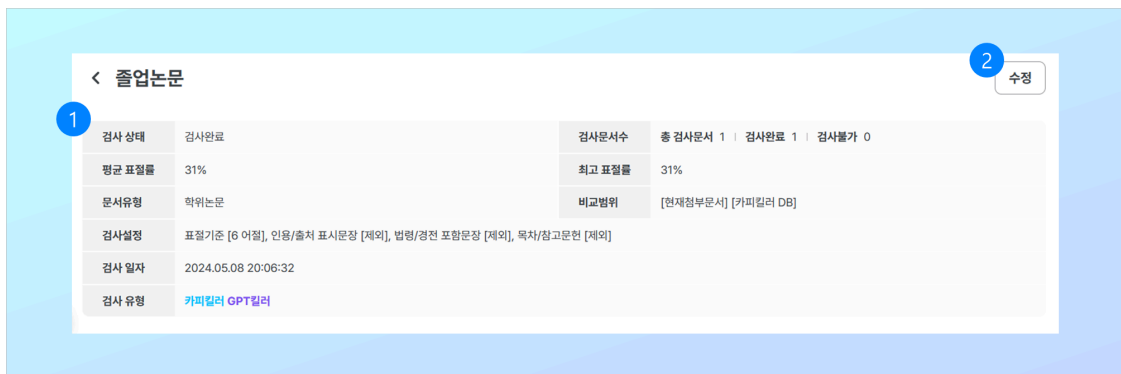 졸업논문
2
수정
1
검사 상태 검사완료 검사문서수 총 검사문서 1 | 검사완료 1 | 검사불가 0
평균 표절률 31% 최고 표절률 31%
문서유형 학위논문 비교범위 [현재첨부문서] [카피킬러 DB]
검사설정 표절기준 [6 어절], 인용/출처 표시문장 [제외], 법령/경전 포함문장 [제외], 목차/참고문헌 [제외]
검사 일자 2024.05.08 20:06:32
검사 유형 카피킬러 GPT킬러